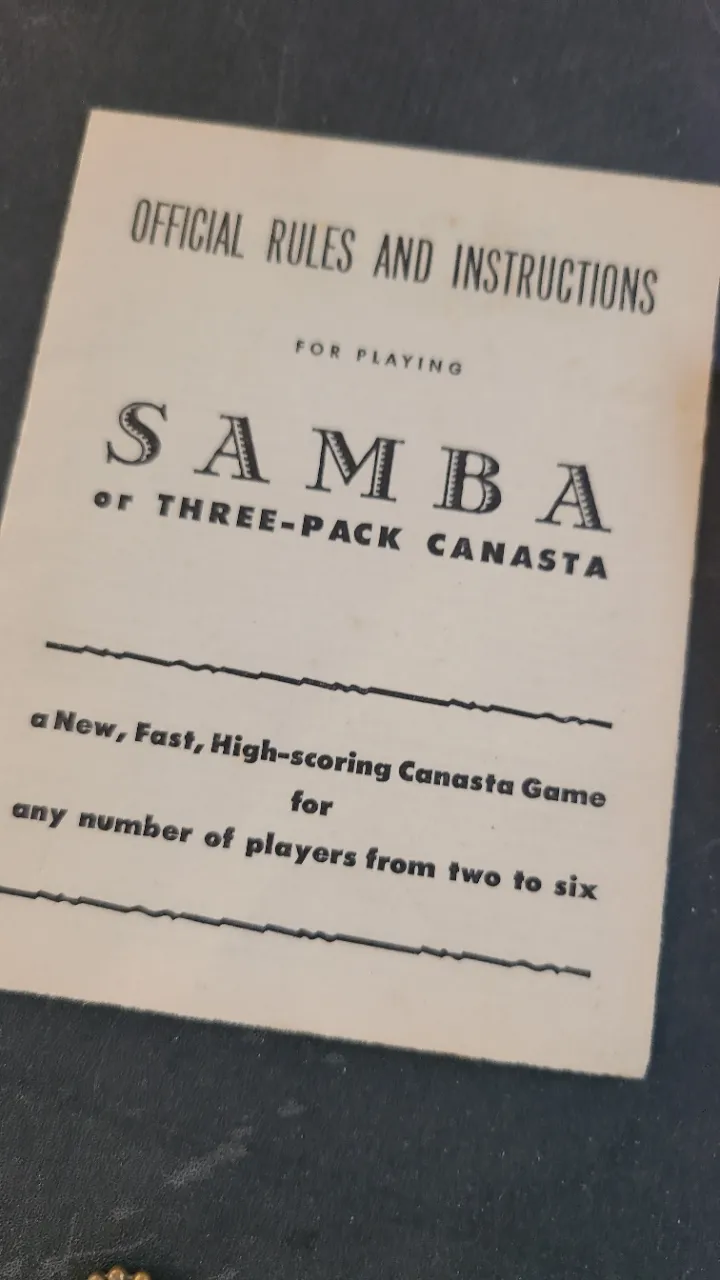 OFFICIAL RULES AND INSTRUCTIONS
FOR PLAYING
SAMBA
or THREE-PACK CANASTA
a New, Fast, High-scoring Canasta Game
for
any number of players from two to six